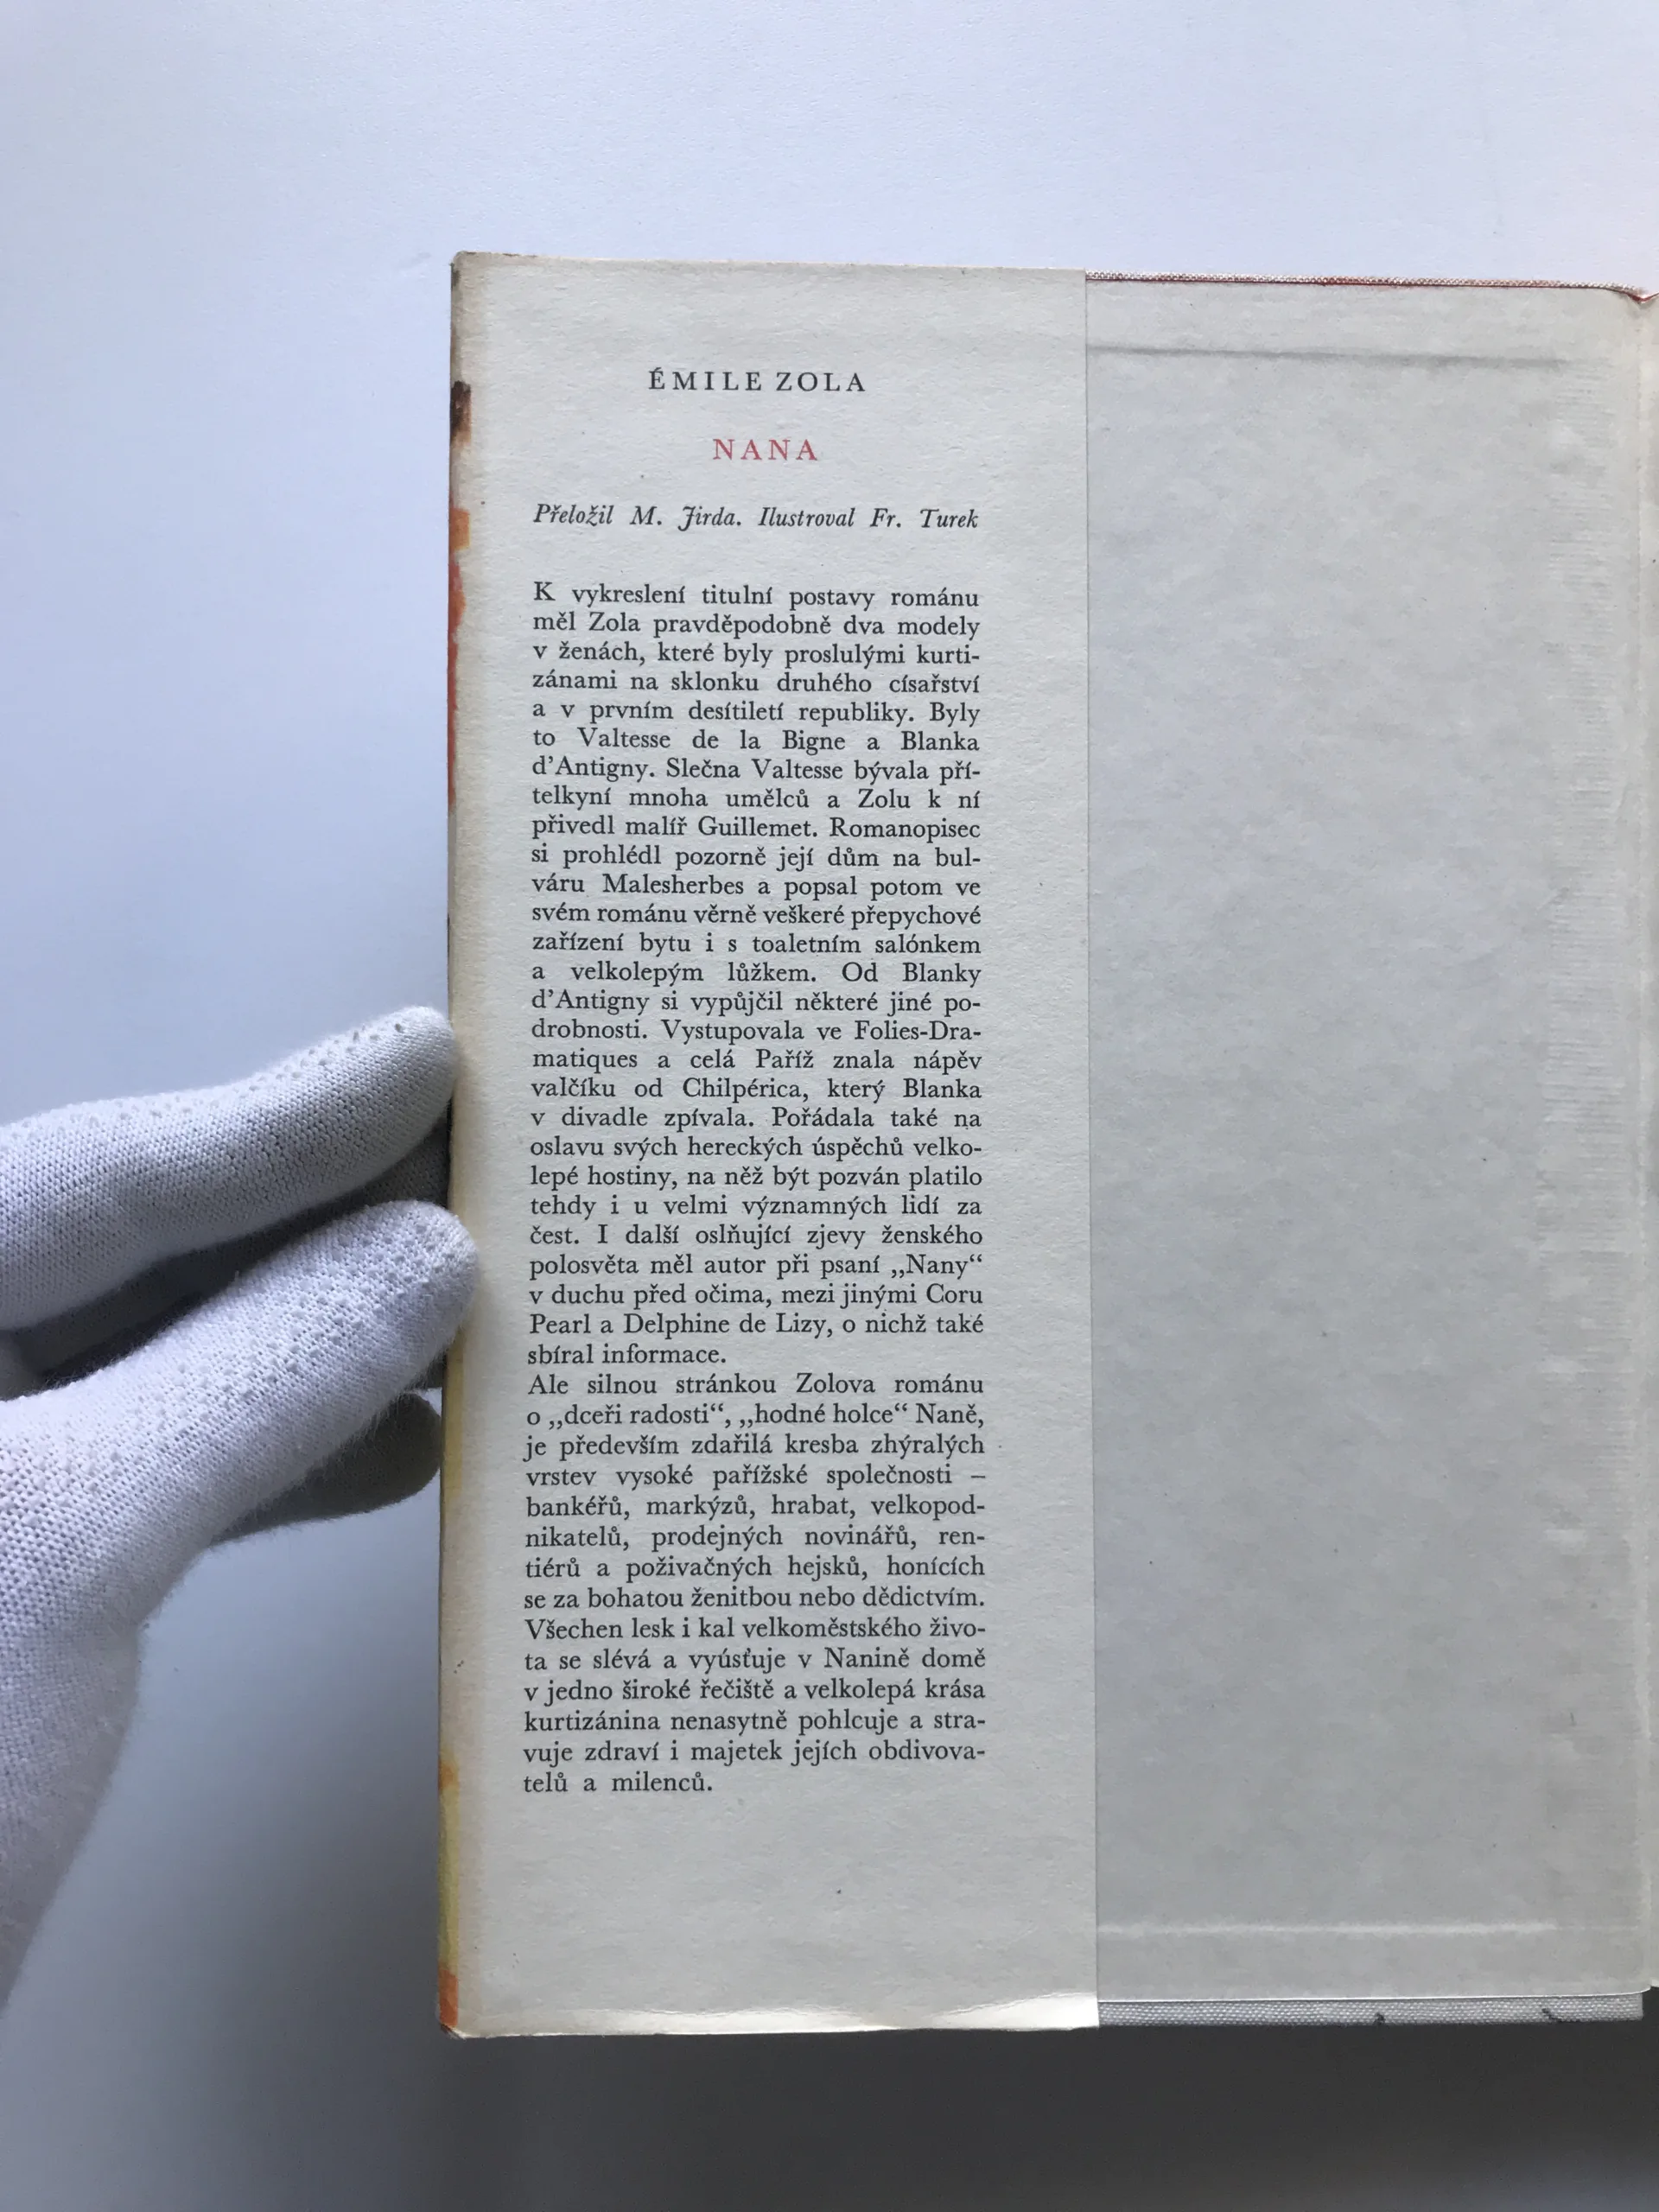 ÉMILE ZOLA
NANA
Přeložil M. Jirda. Ilustroval Fr. Turek
K vykreslení titulní postavy románu
měl Zola pravděpodobně dva modely
v ženách, které byly proslulými kurti-
zánami na sklonku druhého císařství
a v prvním desítiletí republiky. Byly
to Valtesse de la Bigne a Blanka
d’Antigny. Slečna Valtesse bývala pří-
telkyní mnoha umělců a Zolu k ní
přivedl malíř Guillemet. Romanopisec
si prohlédl pozorně její dům na bul-
váru Malesherbes a popsal potom ve
svém románu věrně veškeré přepychové
zařízení bytu i s toaletním salónkem
a velkolepým lůžkem. Od Blanky
d’Antigny si vypůjčil některé jiné po-
drobnosti. Vystupovala ve Folies-Dra-
matiques a celá Paříž znala nápěv
valčíku od Chilpérica, který Blanka
v divadle zpívala. Pořádala také na
oslavu svých hereckých úspěchů velko-
lepé hostiny, na něž být pozván platilo
tehdy i u velmi významných lidí za
čest. I další oslňující zjevy ženského
polosvěta měl autor při psaní „Nany“
v duchu před očima, mezi jinými Coru
Pearl a Delphine de Lizy, o nichž také
sbíral informace.
Ale silnou stránkou Zolova románu
o „dceři radosti“, „hodné holce“ Naně,
je především zdařilá kresba zhýralých
vrstev vysoké pařížské společnosti –
bankéřů, markýzů, hrabat, velkopod-
nikatelů, prodejných novinářů, ren-
tiérů a poživačných hejsků, honících
se za bohatou ženitbou nebo dědictvím.
Všechen lesk i kal velkoměstského živo-
ta se slévá a vyúsťuje v Nanině domě
v jedno široké řečiště a velkolepá krása
kurtizánina nenasytně pohlcuje a stra-
vuje zdraví i majetek jejích obdivova-
telů a milenců.